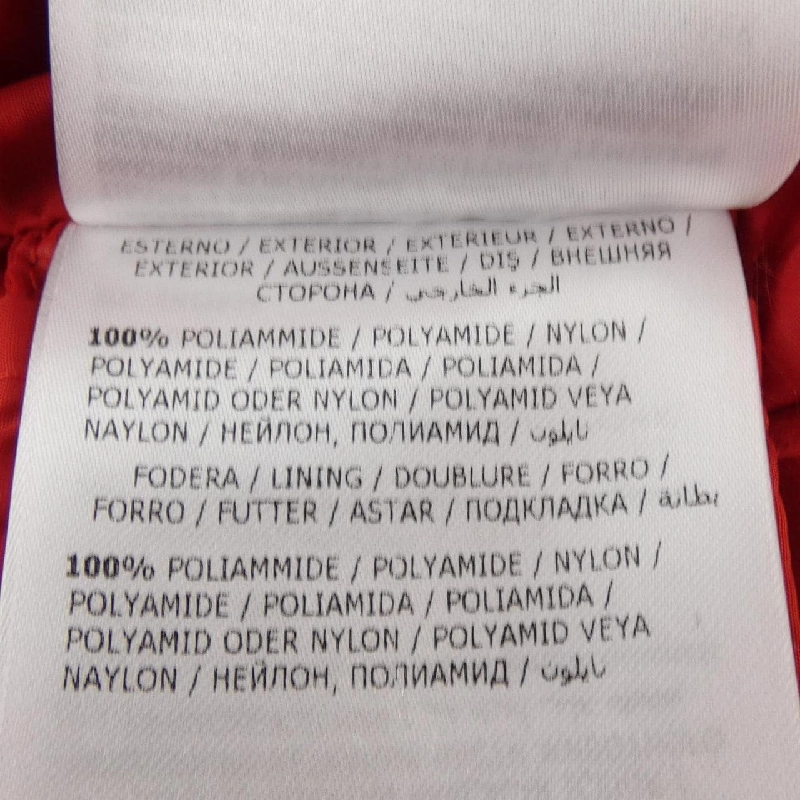 ESTERNO / EXTERIOR / EXTERIEUR / EXTERNO /
EXTERIOR / AUSSENSEITE / DIŞ / ВНЕШНЯЯ
СТОРОНА / الجزء الخارجي
100% POLIAMMIDE / POLYAMIDE / NYLON /
POLYAMIDE / POLIAMIDA / POLIAMIDA /
POLYAMID ODER NYLON / POLYAMID VEYA
NAYLON / НЕЙЛОН, ПОЛИАМИД / نايلون
FODERA / LINING / DOUBLURE / FORRO /
FORRO / FUTTER / ASTAR / ПОДКЛАДКА / بطانة
100% POLIAMMIDE / POLYAMIDE / NYLON /
POLYAMIDE / POLIAMIDA / POLIAMIDA /
POLYAMID ODER NYLON / POLYAMID VEYA
NAYLON / НЕЙЛОН, ПОЛИАМИД / نايلون